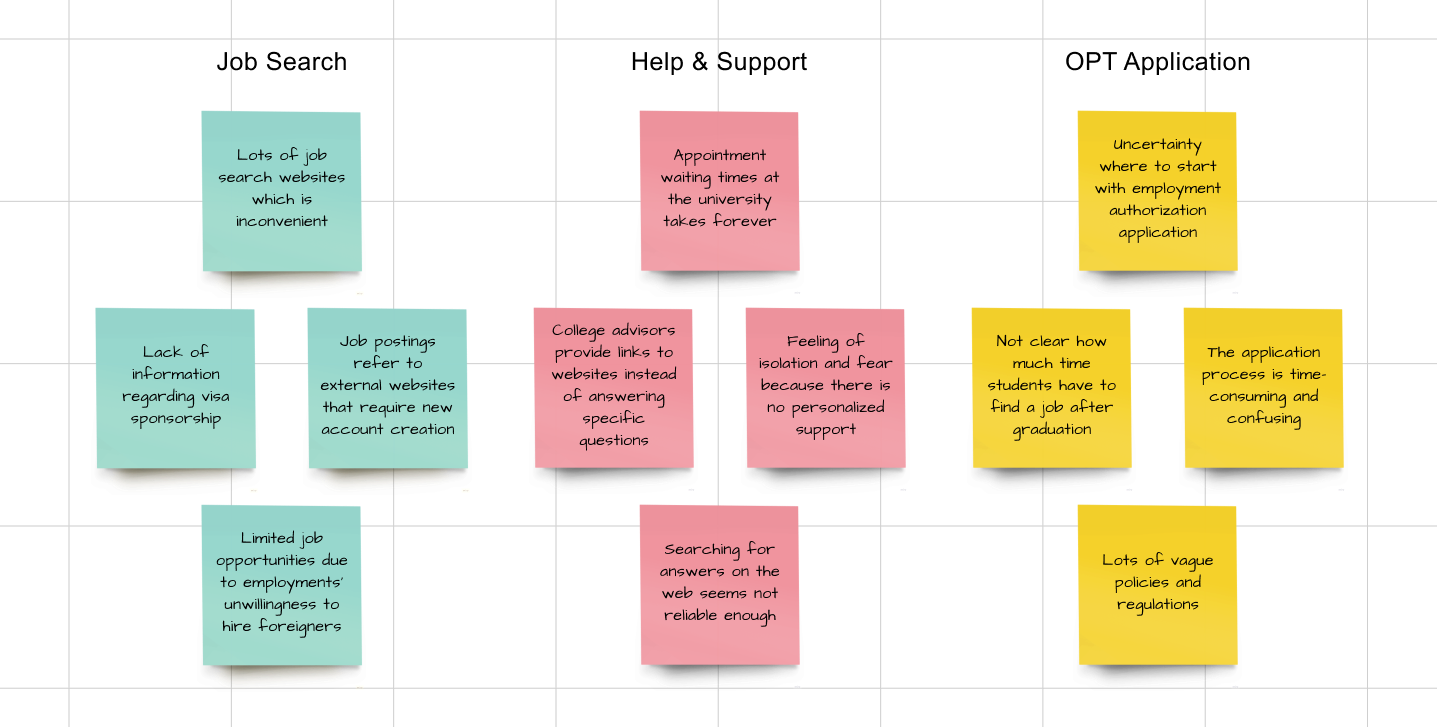 Job Search
Lots of job
search websites
which is
inconvenient
Lack of
information
regarding visa
sponsorship
Job postings
refer to
external websites
that require new
account creation
Limited job
opportunities due
to employments'
unwillingness to
hire foreigners
Help & Support
Appointment
waiting times at
the university
takes forever
College advisors
provide links to
websites instead
of answering
specific
questions
Feeling of
isolation and fear
because there is
no personalized
support
Searching for
answers on the
web seems not
reliable enough
OPT Application
Uncertainty
where to start
with employment
authorization
application
Not clear how
much time
students have to
find a job after
graduation
The application
process is time-
consuming and
confusing
Lots of vague
policies and
regulations